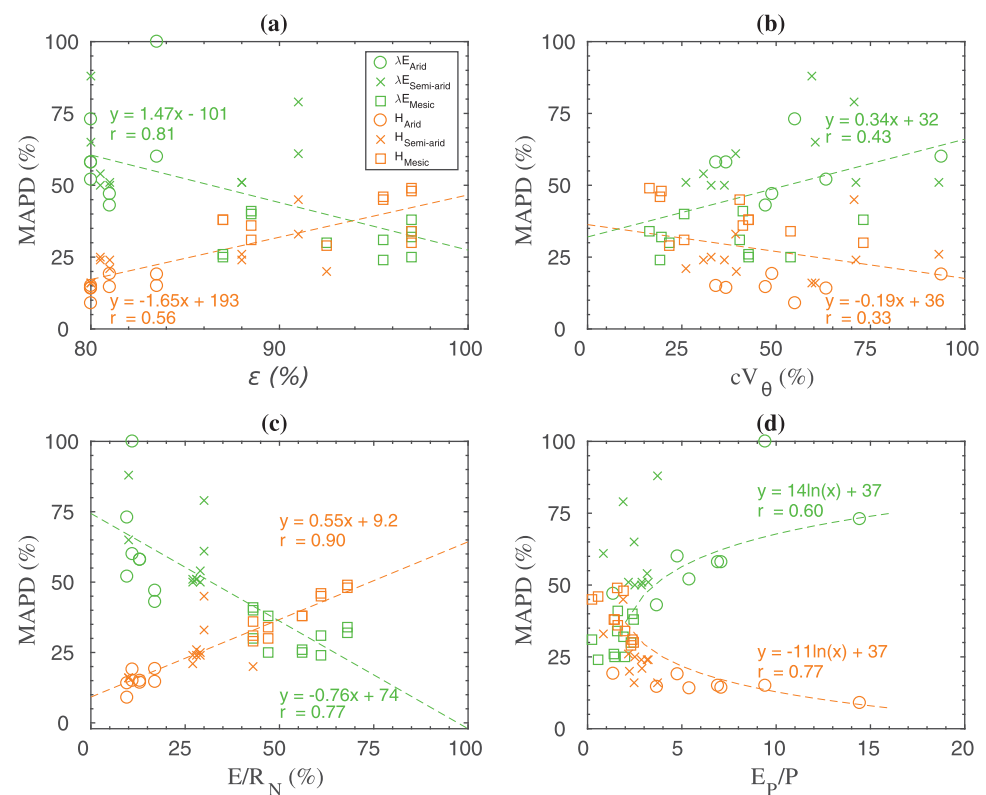 (a)
100
75
50
25
0
80
90
100
MAPD (%)
ε (%)
y = 1.47x - 101
r = 0.81
y = -1.65x + 193
r = 0.56
λE_Arid
λE_Semi-arid
λE_Mesic
H_Arid
H_Semi-arid
H_Mesic
(b)
100
75
50
25
0
0
25
50
75
100
MAPD (%)
cV_θ (%)
y = 0.34x + 32
r = 0.43
y = -0.19x + 36
r = 0.33
(c)
100
75
50
25
0
0
25
50
75
100
MAPD (%)
E/R_N (%)
y = 0.55x + 9.2
r = 0.90
y = -0.76x + 74
r = 0.77
(d)
100
75
50
25
0
0
5
10
15
20
MAPD (%)
E_P/P
y = 14ln(x) + 37
r = 0.60
y = -11ln(x) + 37
r = 0.77